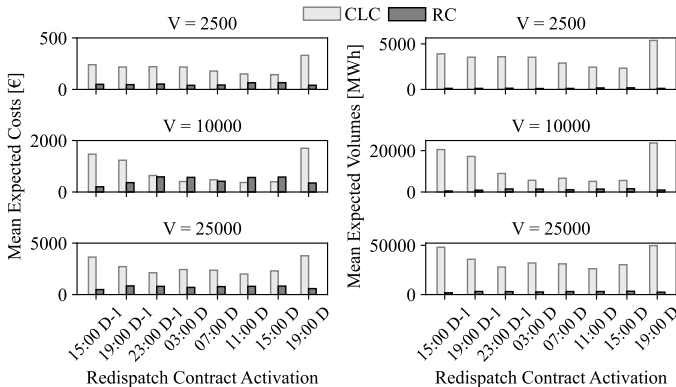 CLC RC
V = 2500
V = 2500
Mean Expected Costs [€]
500
0
Mean Expected Volumes [MWh]
5000
0
V = 10000
V = 10000
2000
0
20000
0
V = 25000
V = 25000
5000
0
50000
0
15:00 D-1
19:00 D-1
23:00 D-1
03:00 D
07:00 D
11:00 D
15:00 D
19:00 D
15:00 D-1
19:00 D-1
23:00 D-1
03:00 D
07:00 D
11:00 D
15:00 D
19:00 D
Redispatch Contract Activation
Redispatch Contract Activation